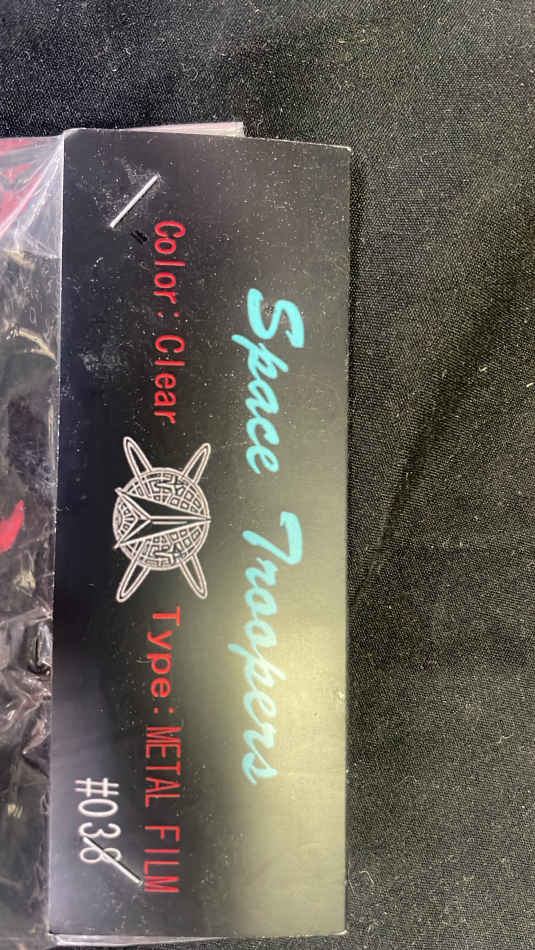 Space Troopers
Color: Clear
Type: METAL FILM
#038